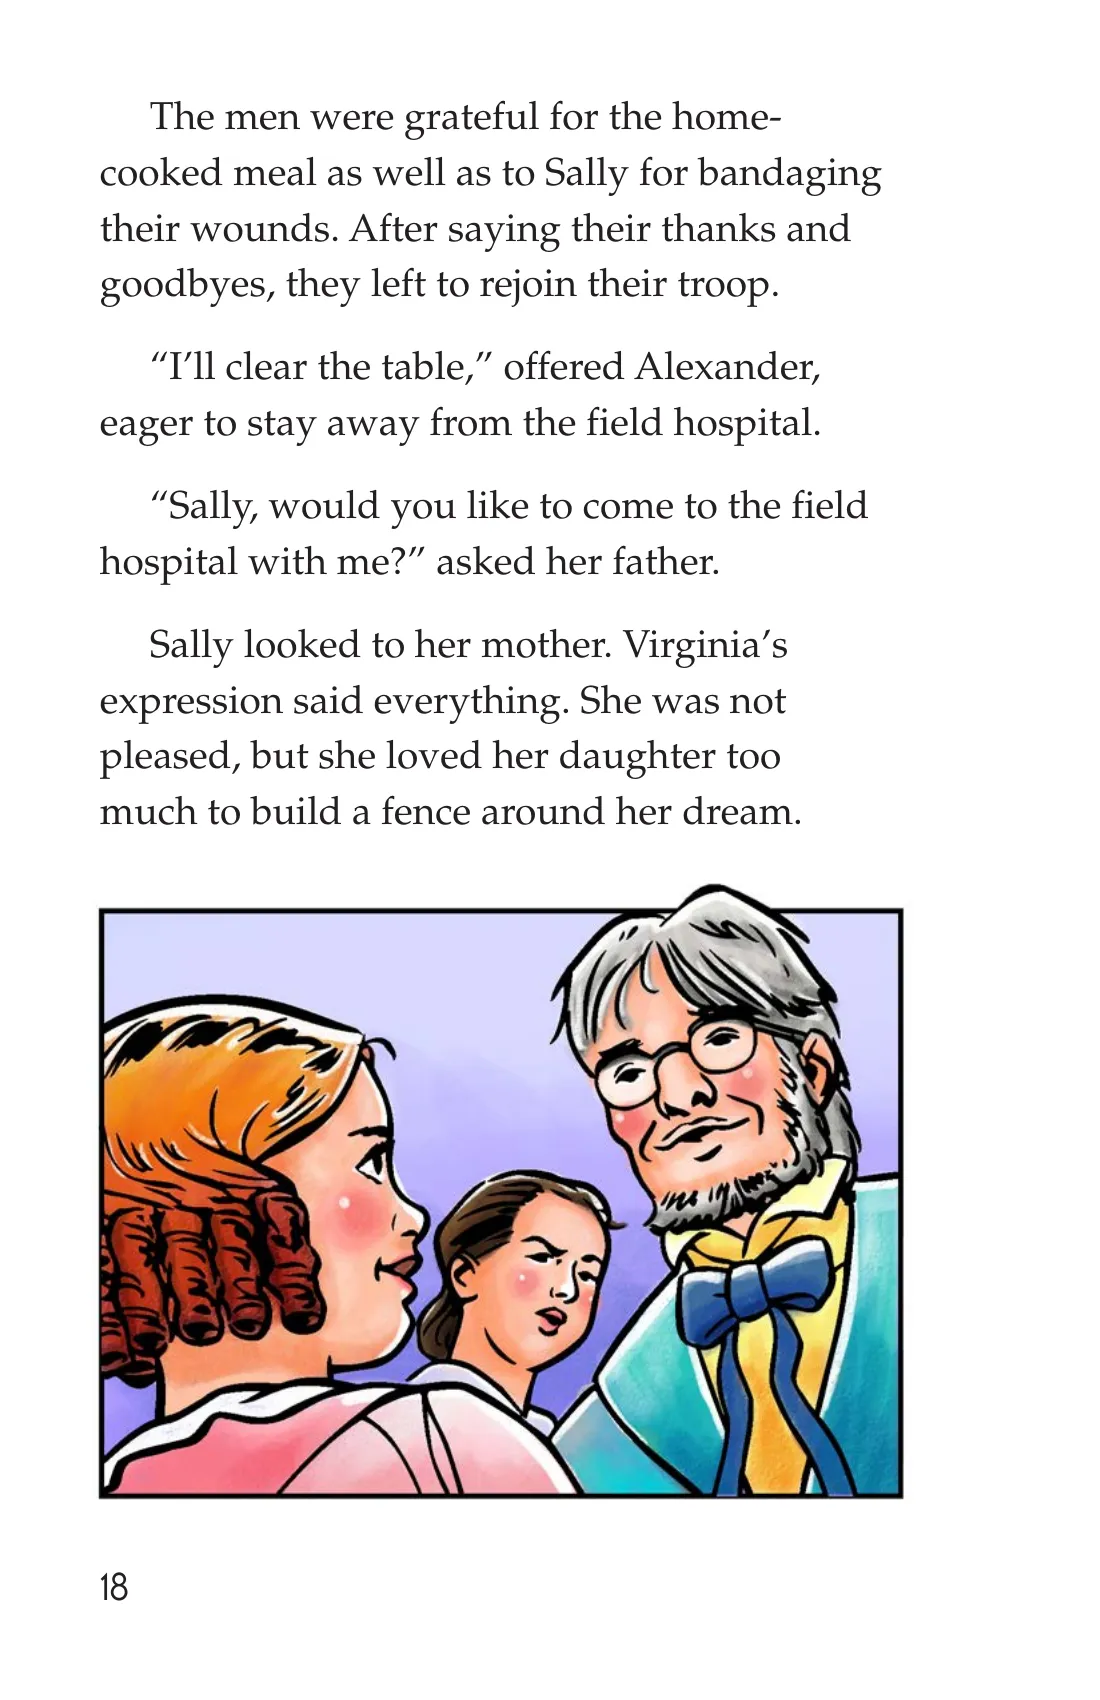 The men were grateful for the home-
cooked meal as well as to Sally for bandaging
their wounds. After saying their thanks and
goodbyes, they left to rejoin their troop.
“I’ll clear the table,” offered Alexander,
eager to stay away from the field hospital.
“Sally, would you like to come to the field
hospital with me?” asked her father.
Sally looked to her mother. Virginia’s
expression said everything. She was not
pleased, but she loved her daughter too
much to build a fence around her dream.
18